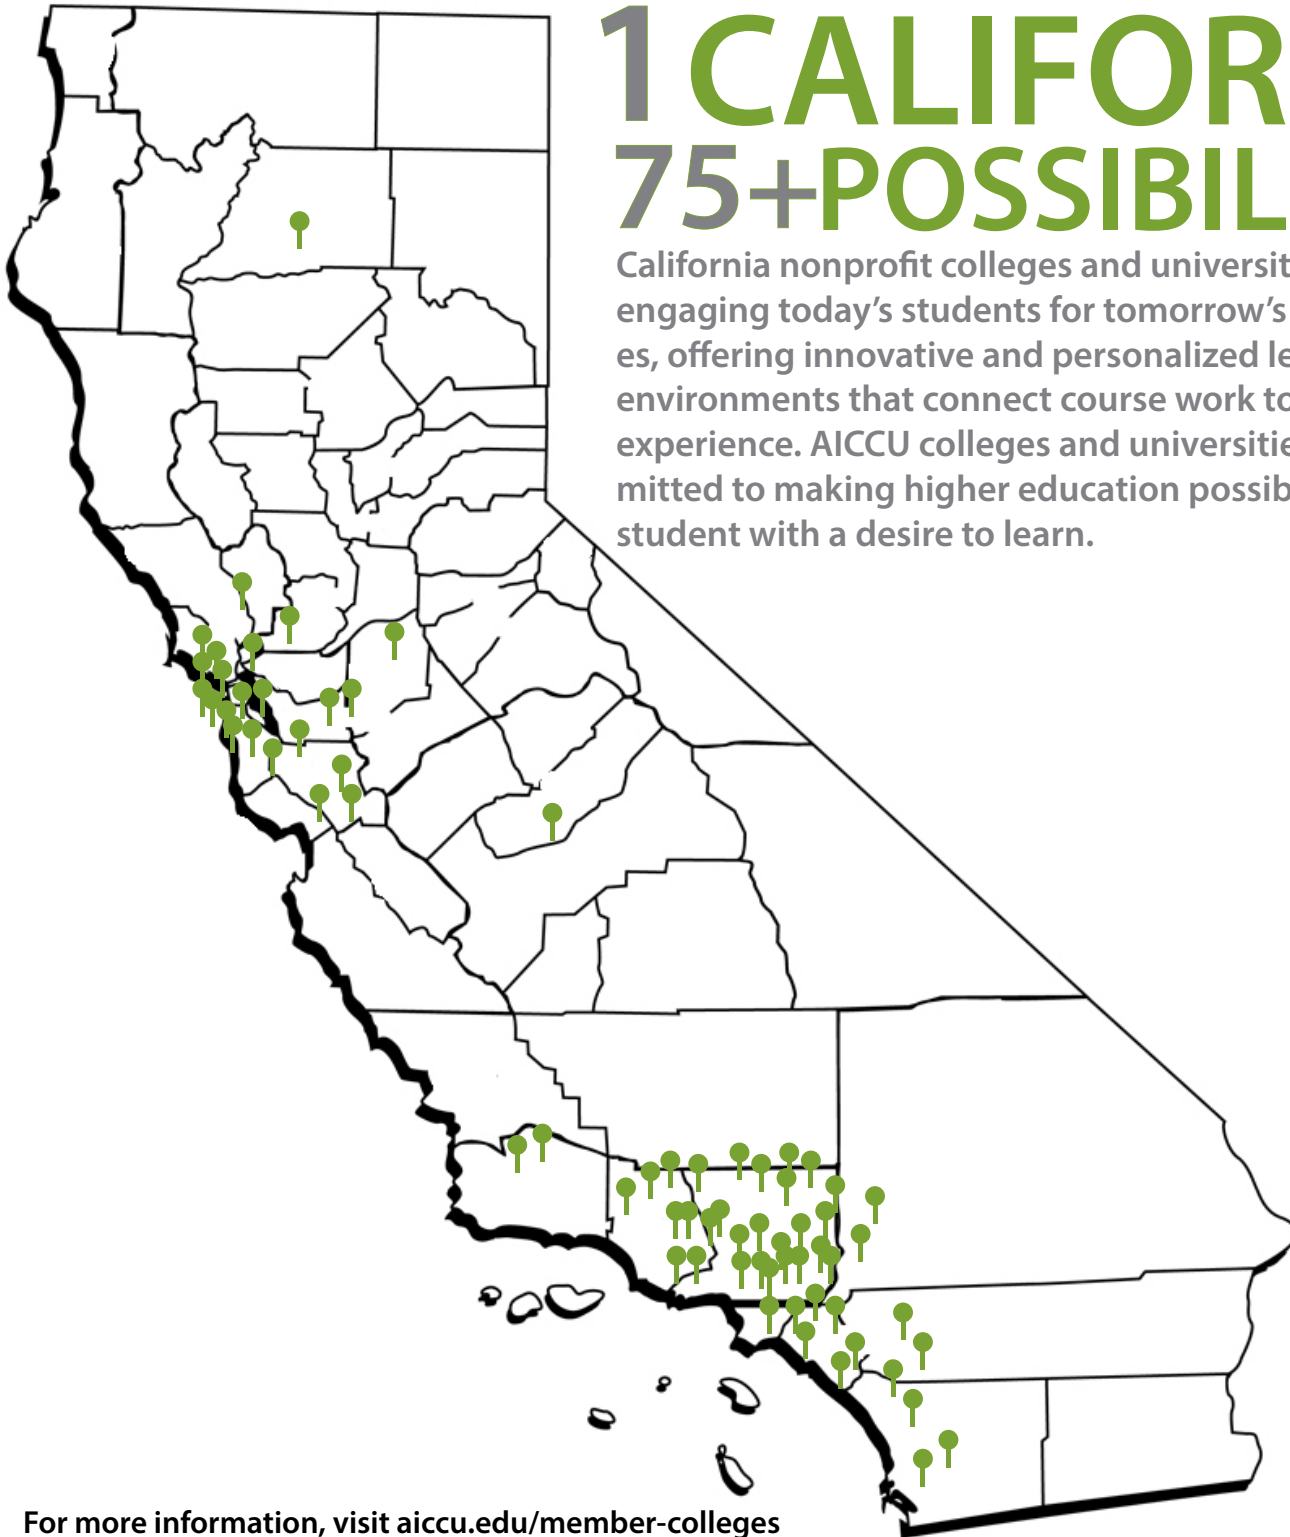 1 CALIFOR
75+POSSIBIL
California nonprofit colleges and universit
engaging today’s students for tomorrow’s
es, offering innovative and personalized le
environments that connect course work to
experience. AICCU colleges and universitie
mitted to making higher education possib
student with a desire to learn.
For more information, visit aiccu.edu/member-colleges